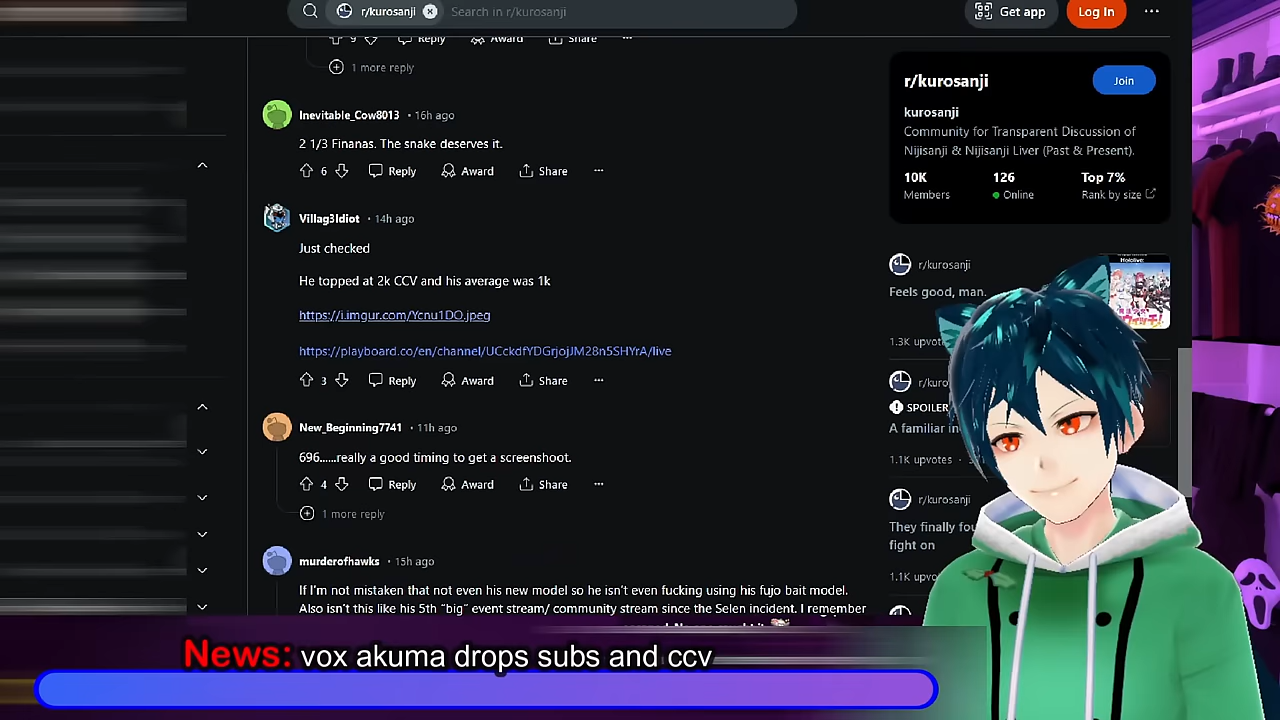 r/kurosanji
Search in r/kurosanji
Get app
Log In
9
Reply
Award
Share
1 more reply
Inevitable_Cow8013 • 16h ago
2 1/3 Finanas. The snake deserves it.
6
Reply
Award
Share
Villag3Idiot • 14h ago
Just checked
He topped at 2k CCV and his average was 1k
https://i.imgur.com/Ycnu1DO.jpeg
https://playboard.co/en/channel/UCckdfYDGrjojJM28n5SHYrA/live
3
Reply
Award
Share
New_Beginning7741 • 11h ago
696......really a good timing to get a screenshoot.
4
Reply
Award
Share
1 more reply
murderofhawks • 15h ago
If I'm not mistaken that not even his new model so he isn't even fucking using his fujo bait model.
Also isn't this like his 5th "big" event stream/ community stream since the Selen incident. I remember
r/kurosanji
Join
kurosanji
Community for Transparent Discussion of
Nijisanji & Nijisanji Liver (Past & Present).
10K
126
Top 7%
Members
Online
Rank by size
r/kurosanji
Feels good, man.
1.3K
SPOILER
A familiar
1.1K upvotes
r/kurosanji
They finally
fight on
1.1K
News: vox akuma drops subs and ccv